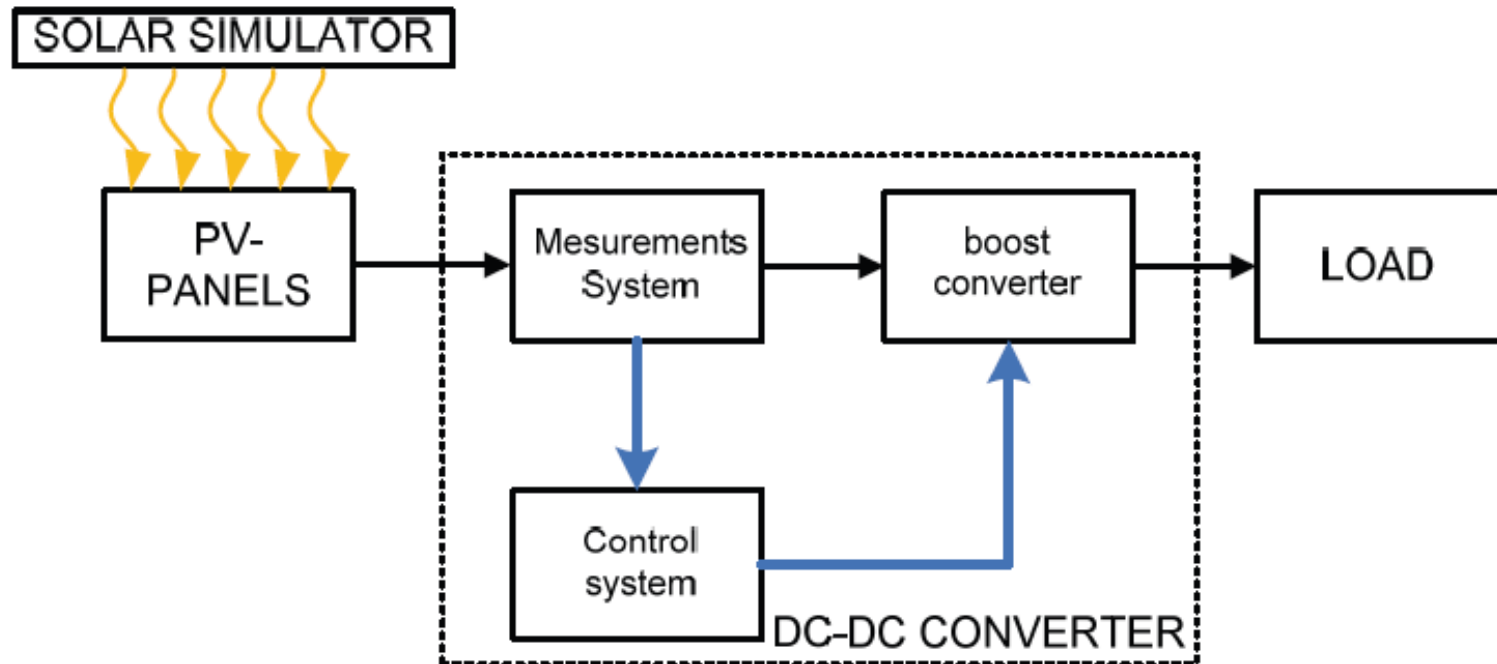 SOLAR SIMULATOR
PV-
PANELS
Mesurements
System
boost
converter
LOAD
Control
system
DC-DC CONVERTER